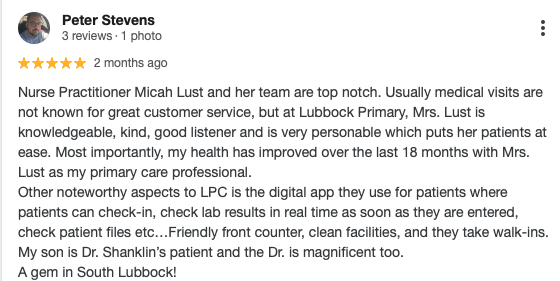 Peter Stevens
3 reviews · 1 photo
2 months ago
Nurse Practitioner Micah Lust and her team are top notch. Usually medical visits are
not known for great customer service, but at Lubbock Primary, Mrs. Lust is
knowledgeable, kind, good listener and is very personable which puts her patients at
ease. Most importantly, my health has improved over the last 18 months with Mrs.
Lust as my primary care professional.
Other noteworthy aspects to LPC is the digital app they use for patients where
patients can check-in, check lab results in real time as soon as they are entered,
check patient files etc...Friendly front counter, clean facilities, and they take walk-ins.
My son is Dr. Shanklin's patient and the Dr. is magnificent too.
A gem in South Lubbock!